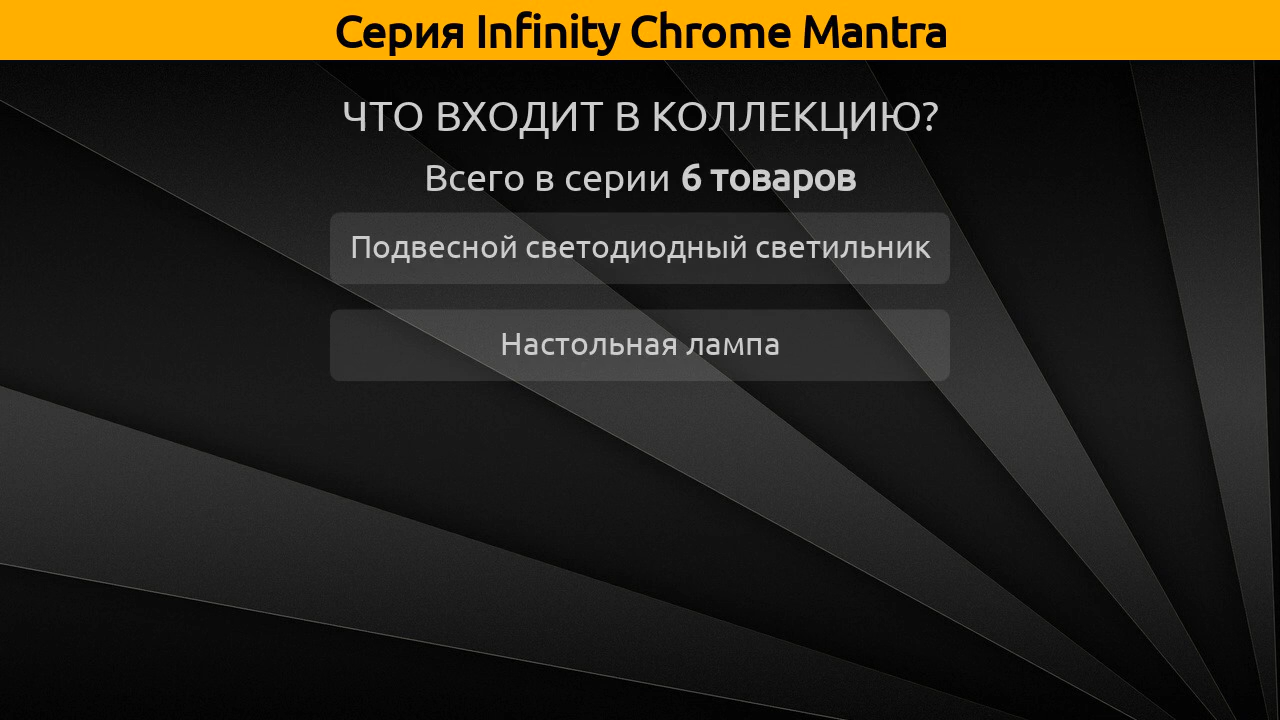 Серия Infinity Chrome Mantra
ЧТО ВХОДИТ В КОЛЛЕКЦИЮ?
Всего в серии 6 товаров
Подвесной светодиодный светильник
Настольная лампа